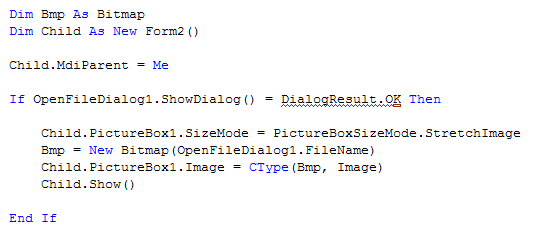 Dim Bmp As Bitmap
Dim Child As New Form2()
Child.MdiParent = Me
If OpenFileDialog1.ShowDialog() = DialogResult.OK Then
Child.PictureBox1.SizeMode = PictureBoxSizeMode.StretchImage
Bmp = New Bitmap(OpenFileDialog1.FileName)
Child.PictureBox1.Image = CType(Bmp, Image)
Child.Show()
End If